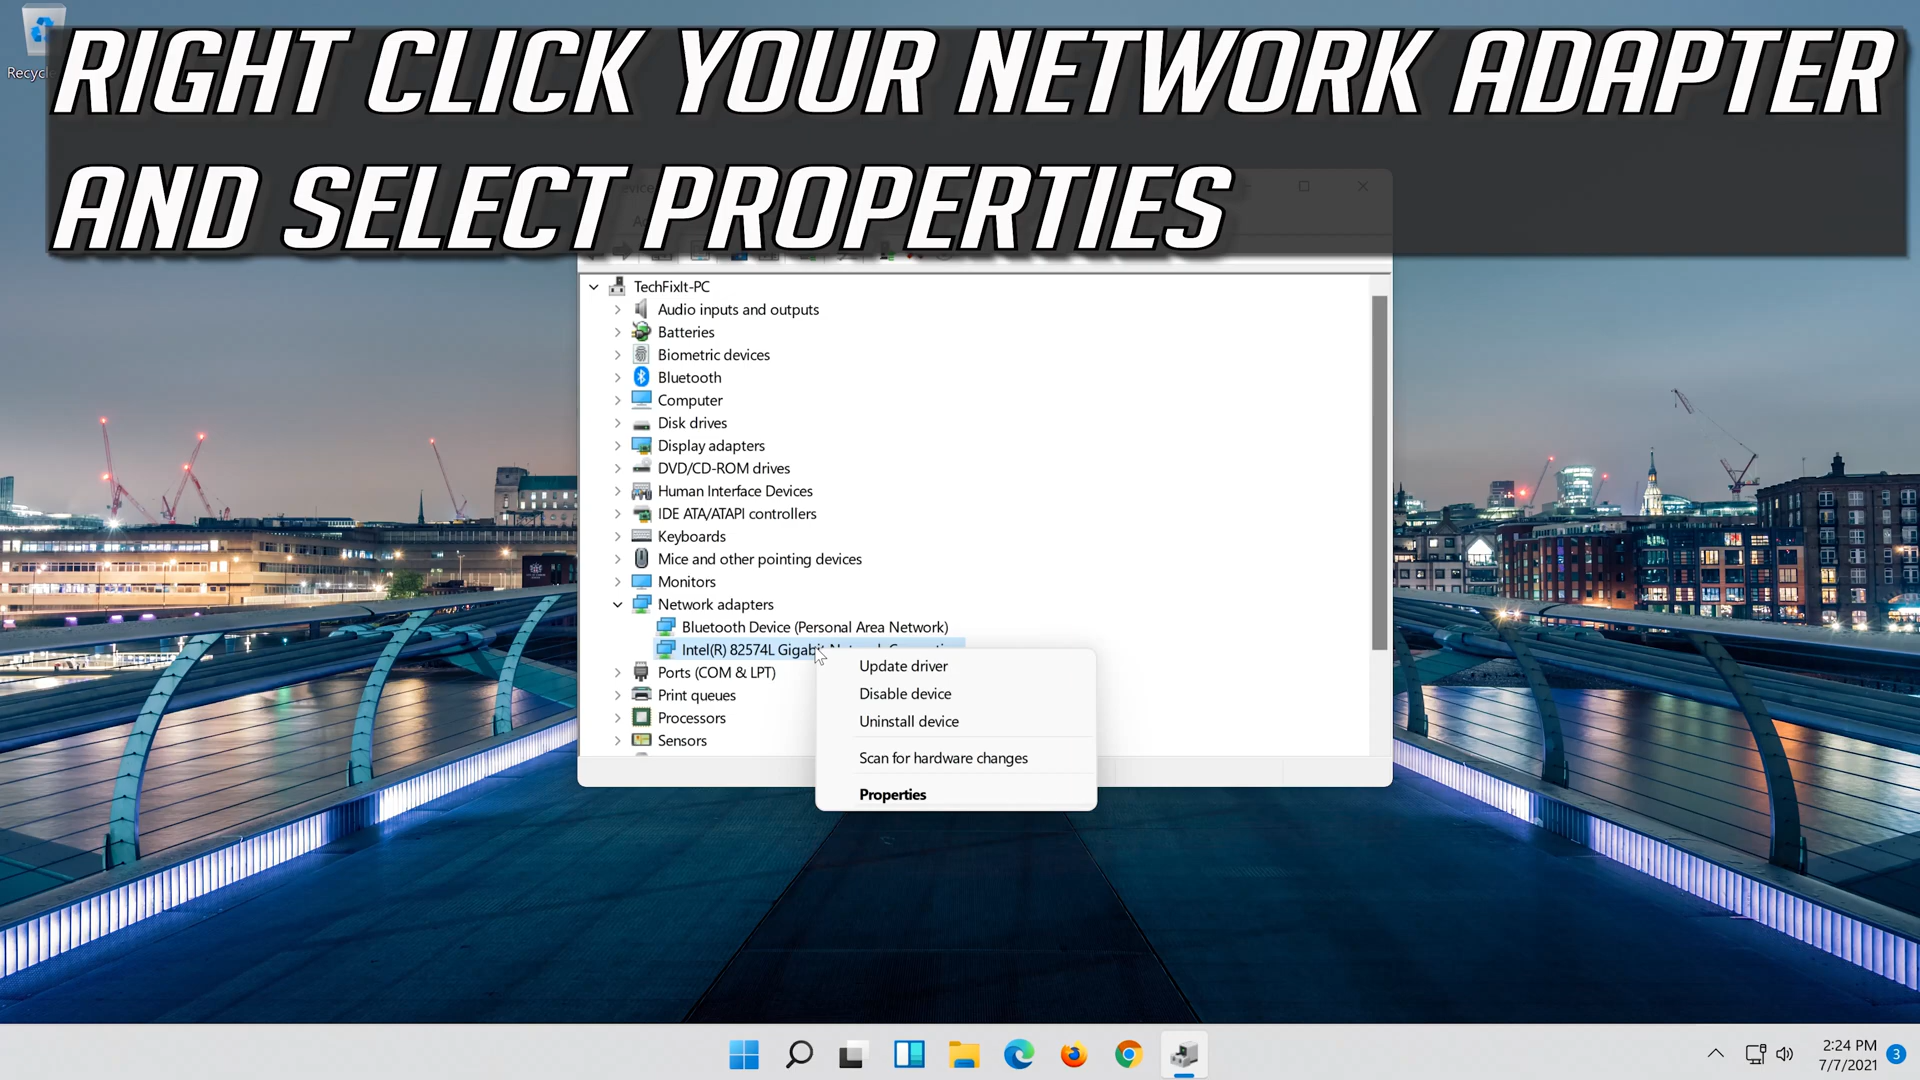 RIGHT CLICK YOUR NETWORK ADAPTER
AND SELECT PROPERTIES
TechFixIt-PC
Audio inputs and outputs
Batteries
Biometric devices
Bluetooth
Computer
Disk drives
Display adapters
DVD/CD-ROM drives
Human Interface Devices
IDE ATA/ATAPI controllers
Keyboards
Mice and other pointing devices
Monitors
Network adapters
Bluetooth Device (Personal Area Network)
Intel(R) 82574L Gigabit Network
Ports (COM & LPT)
Print queues
Processors
Sensors
Update driver
Disable device
Uninstall device
Scan for hardware changes
Properties
2:24 PM
7/7/2021
3